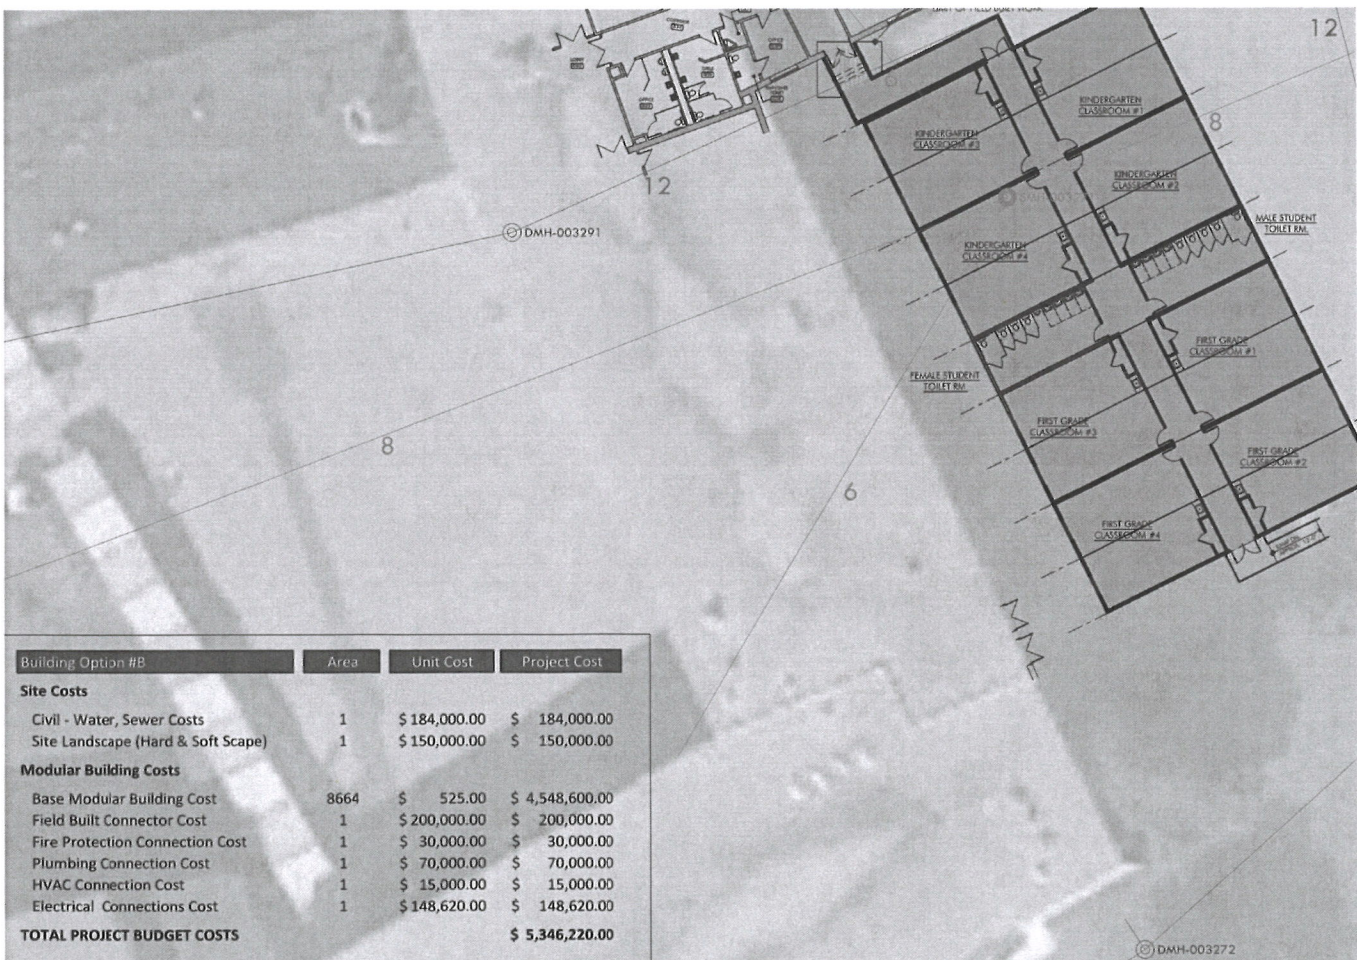 12
KINDERGARTEN
CLASSROOM #1
8
KINDERGARTEN
CLASSROOM #3
KINDERGARTEN
CLASSROOM #2
12
MALE STUDENT
TOILET RM.
DMH-003291
KINDERGARTEN
CLASSROOM #4
FIRST GRADE
CLASSROOM #1
FEMALE STUDENT
TOILET RM.
FIRST GRADE
CLASSROOM #3
8
FIRST GRADE
CLASSROOM #2
6
FIRST GRADE
CLASSROOM #4
Building Option #B Area Unit Cost Project Cost
Site Costs
Civil - Water, Sewer Costs 1 $ 184,000.00 $ 184,000.00
Site Landscape (Hard & Soft Scape) 1 $ 150,000.00 $ 150,000.00
Modular Building Costs
Base Modular Building Cost 8664 $ 525.00 $ 4,548,600.00
Field Built Connector Cost 1 $ 200,000.00 $ 200,000.00
Fire Protection Connection Cost 1 $ 30,000.00 $ 30,000.00
Plumbing Connection Cost 1 $ 70,000.00 $ 70,000.00
HVAC Connection Cost 1 $ 15,000.00 $ 15,000.00
Electrical Connections Cost 1 $ 148,620.00 $ 148,620.00
TOTAL PROJECT BUDGET COSTS $ 5,346,220.00
DMH-003272